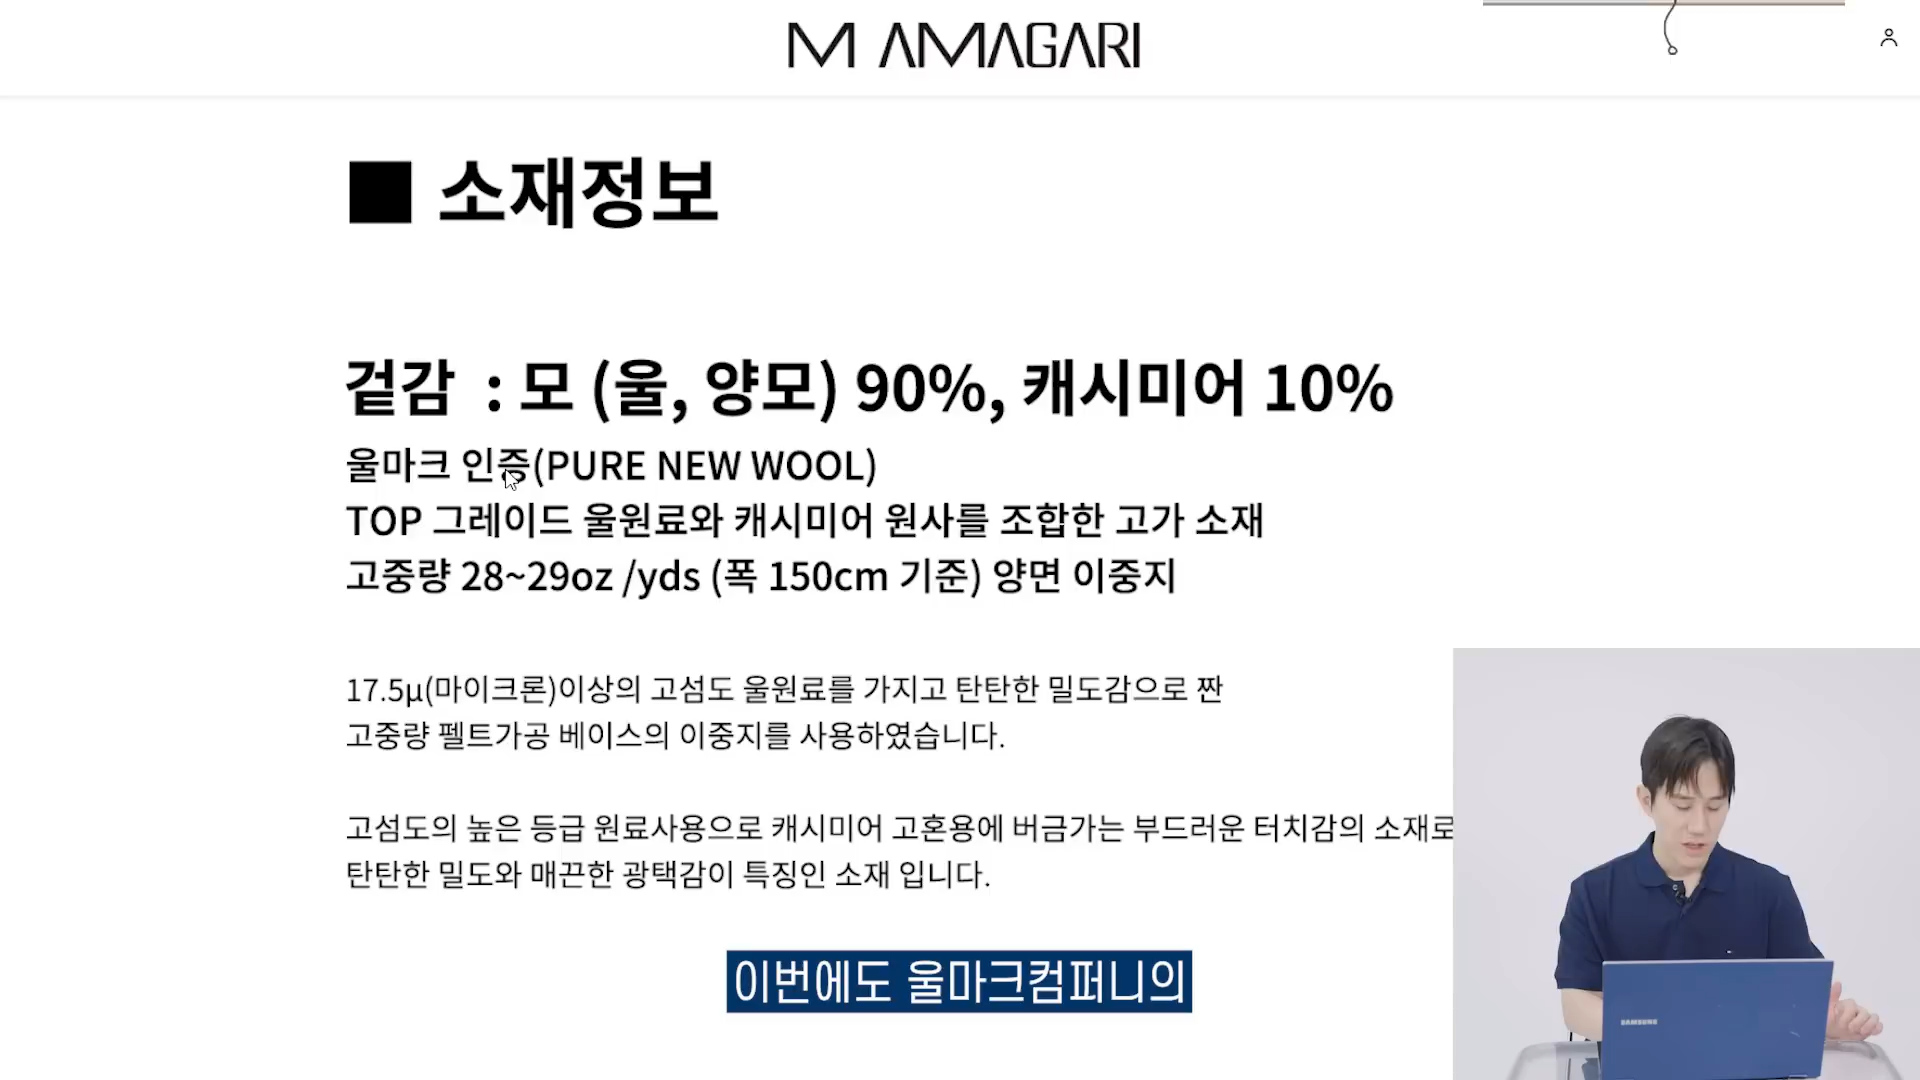 M AMAGARI
■ 소재정보
겉감 : 모 (울, 양모) 90%, 캐시미어 10%
울마크 인증(PURE NEW WOOL)
TOP 그레이드 울원료와 캐시미어 원사를 조합한 고가 소재
고중량 28~29oz /yds (폭 150cm 기준) 양면 이중지
17.5μ(마이크론)이상의 고섬도 울원료를 가지고 탄탄한 밀도감으로 짠
고중량 펠트가공 베이스의 이중지를 사용하였습니다.
고섬도의 높은 등급 원료사용으로 캐시미어 고혼용에 버금가는 부드러운 터치감의 소재로
탄탄한 밀도와 매끈한 광택감이 특징인 소재 입니다.
이번에도 울마크컴퍼니의
SAMSUNG